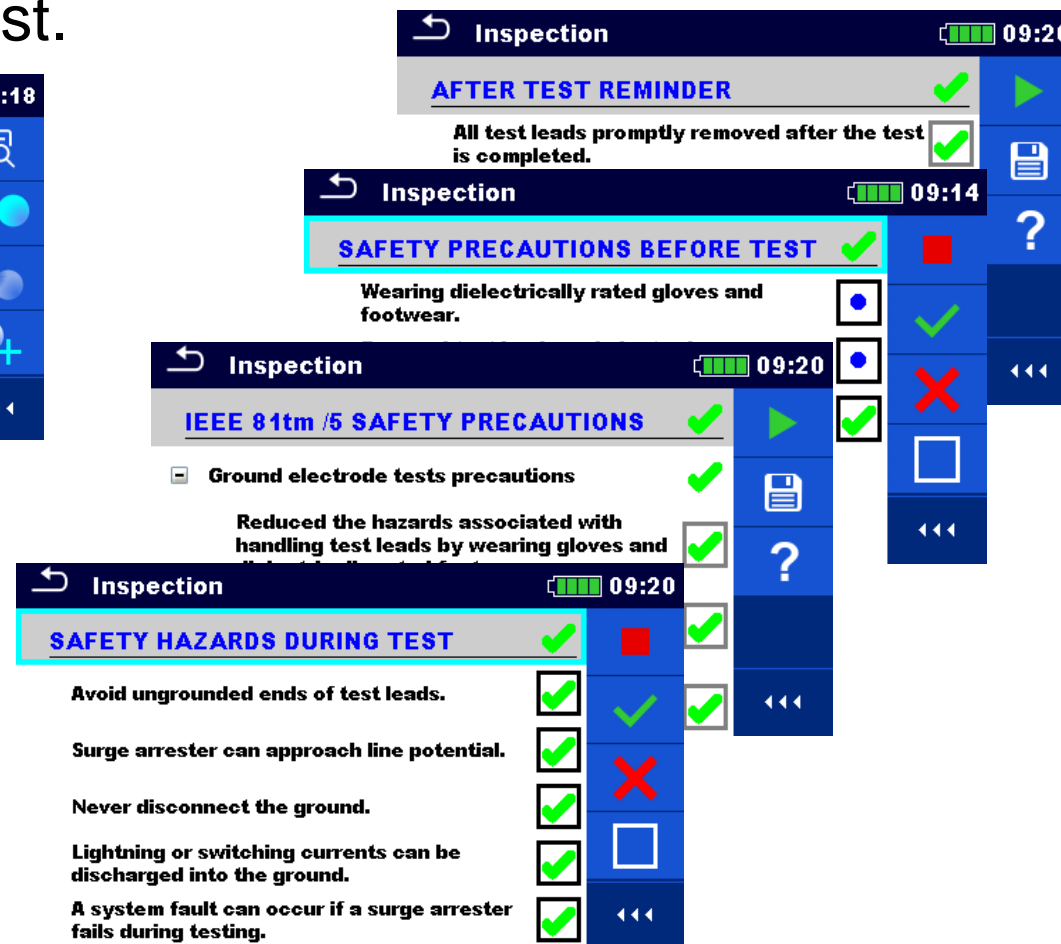 st.
:18
Inspection
09:20
AFTER TEST REMINDER
All test leads promptly removed after the test
is completed.
?
Inspection
09:14
SAFETY PRECAUTIONS BEFORE TEST
Wearing dielectrically rated gloves and
footwear.
Inspection
09:20
IEEE 81tm /5 SAFETY PRECAUTIONS
Ground electrode tests precautions
Reduced the hazards associated with
handling test leads by wearing gloves and
?
Inspection
09:20
SAFETY HAZARDS DURING TEST
Avoid ungrounded ends of test leads.
Surge arrester can approach line potential.
Never disconnect the ground.
Lightning or switching currents can be
discharged into the ground.
A system fault can occur if a surge arrester
fails during testing.